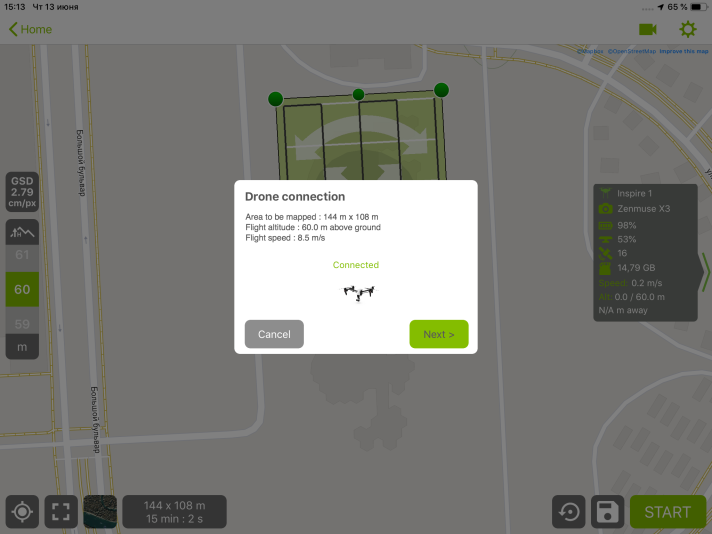 15:13 Чт 13 июня
65 %
Home
©Mapbox ©OpenStreetMap Improve this map
Большой бульвар
GSD
2.79
cm/px
61
60
59
m
Drone connection
Area to be mapped : 144 m x 108 m
Flight altitude : 60.0 m above ground
Flight speed : 8.5 m/s
Connected
Cancel
Next >
Inspire 1
Zenmuse X3
98%
53%
16
14,79 GB
Speed: 0.2 m/s
Alt: 0.0 / 60.0 m
N/A m away
Большой бульвар
144 x 108 m
15 min : 2 s
START